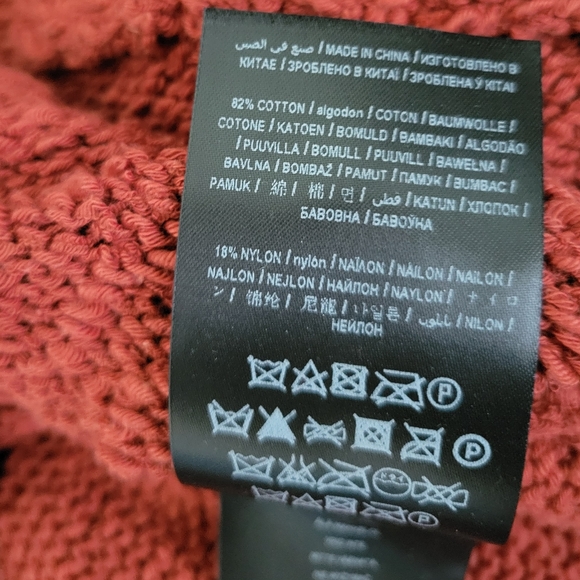 صنع في الصين / MADE IN CHINA / ИЗГОТОВЛЕНО В
КИТАЕ / ЗРОБЛЕНО В КИТАЇ / ЗРОБЛЕНА Ў КІТАІ
82% COTTON / algodon / COTON / BAUMWOLLE /
COTONE / KATOEN / BOMULD / BAMBAKI / ALGODÃO
/ PUUVILLA / BOMULL / PUUVILL / BAWEŁNA /
BAVLNA / BOMBAŽ / PAMUT / ПАМУК / BUMBAC /
PAMUK / 綿 / 棉 / 면 / قطن / KATUN / ХЛОПОК /
БАВОВНА / БАВОЎНА
18% NYLON / nylón / ΝΑΪΛΟΝ / NÁILON / NAILON /
NAJLON / NEJLON / НАЙЛОН / NAYLON / ナイロ
ン / 锦纶 / 尼龍 / 나일론 / نايلون / NILON /
НЕЙЛОН
P
P
P